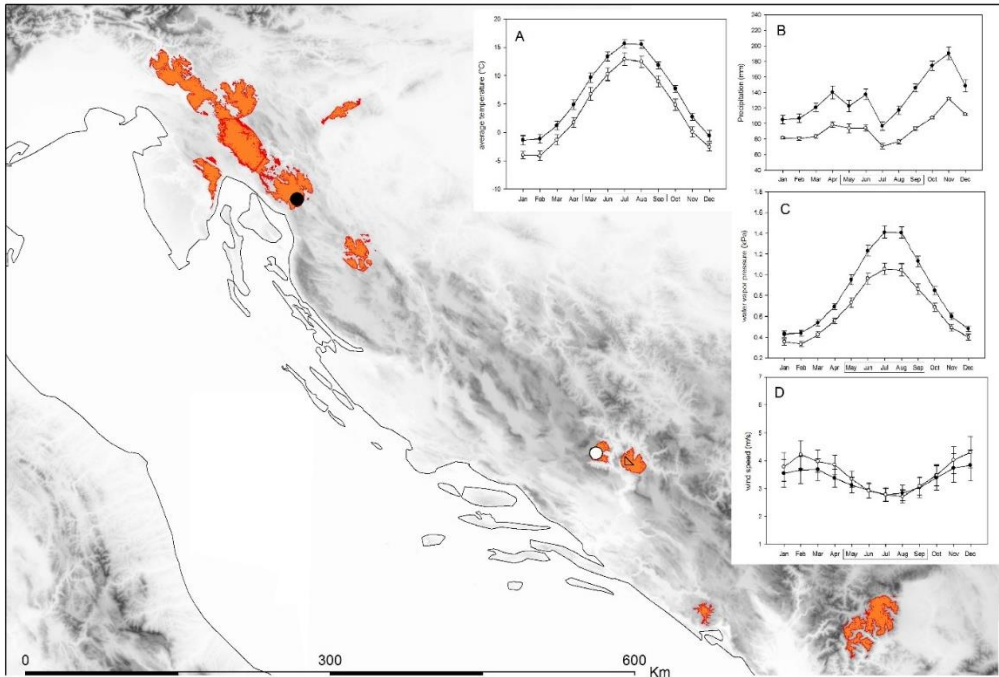 A
average temperature (°C)
20
15
10
5
0
-5
-10
Jan Feb Mar Apr May Jun Jul Aug Sep Oct Nov Dec
B
Precipitation (mm)
240
220
200
180
160
140
120
100
80
60
40
Jan Feb Mar Apr May Jun Jul Aug Sep Oct Nov Dec
C
water vapor pressure (kPa)
1,8
1,6
1,4
1,2
1,0
0,8
0,6
0,4
0,2
Jan Feb Mar Apr May Jun Jul Aug Sep Oct Nov Dec
D
wind speed (m/s)
7
6
5
4
3
2
1
Jan Feb Mar Apr May Jun Jul Aug Sep Oct Nov Dec
0 300 600
Km